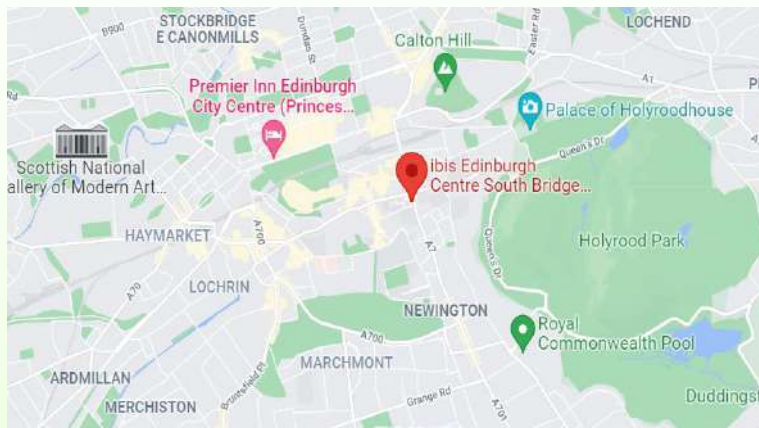 STOCKBRIDGE
E CANONMILLS
LOCHEND
B900
Dundas St
Easter Rd
Calton Hill
A1
Premier Inn Edinburgh
City Centre (Princes...
Palace of Holyroodhouse
Queen's Dr
Scottish National
allery of Modern Art...
ibis Edinburgh
Centre South Bridge...
A700
HAYMARKET
A7
Queen's Dr
Holyrood Park
A70
LOCHRIN
NEWINGTON
Royal
Commonwealth Pool
A700
MARCHMONT
ARDMILLAN
Bruntsfield Pl
Grange Rd
A701
MERCHISTON
Duddingst